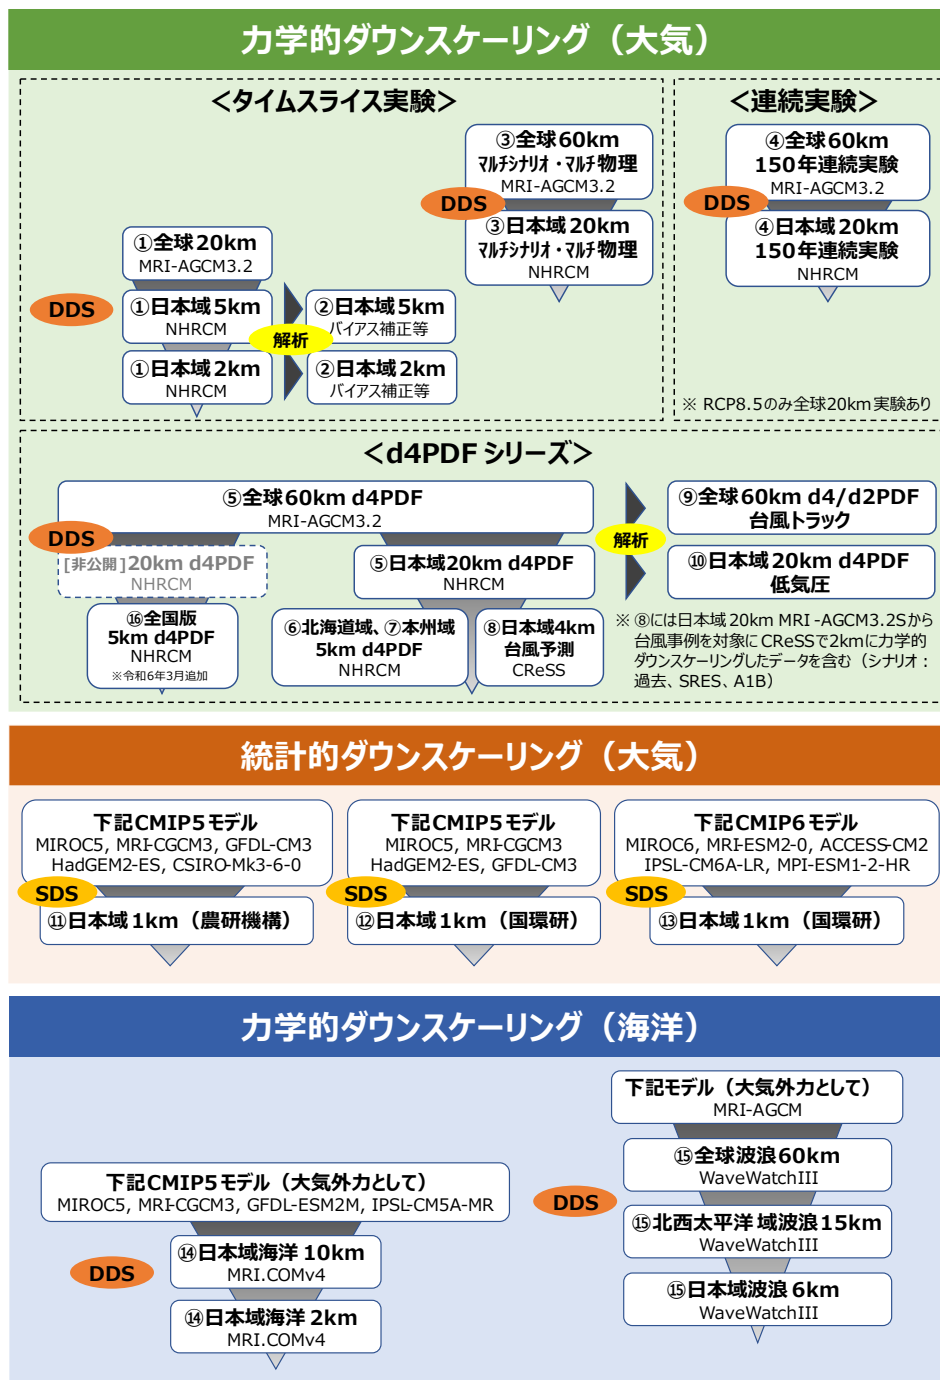 力学的ダウンスケーリング（大気）
＜タイムスライス実験＞
③全球60km
マルチシナリオ・マルチ物理
MRI-AGCM3.2
DDS
③日本域20km
マルチシナリオ・マルチ物理
NHRCM
①全球20km
MRI-AGCM3.2
DDS
①日本域5km
NHRCM
解析
②日本域5km
バイアス補正等
①日本域2km
NHRCM
②日本域2km
バイアス補正等
＜連続実験＞
④全球60km
150年連続実験
MRI-AGCM3.2
DDS
④日本域20km
150年連続実験
NHRCM
※ RCP8.5のみ全球20km実験あり
＜d4PDF シリーズ＞
⑤全球60km d4PDF
MRI-AGCM3.2
DDS
[非公開]20km d4PDF
NHRCM
⑤日本域20km d4PDF
NHRCM
⑯全国版
5km d4PDF
NHRCM
※令和6年3月追加
⑥北海道域、⑦本州域
5km d4PDF
NHRCM
⑧日本域4km
台風予測
CReSS
解析
⑨全球60km d4/d2PDF
台風トラック
⑩日本域20km d4PDF
低気圧
※ ⑧には日本域20km MRI-AGCM3.2Sから
台風事例を対象にCReSSで2kmに力学的
ダウンスケーリングしたデータを含む（シナリオ：
過去、SRES、A1B）
統計的ダウンスケーリング（大気）
下記CMIP5モデル
MIROC5, MRI-CGCM3, GFDL-CM3
HadGEM2-ES, CSIRO-Mk3-6-0
SDS
⑪日本域1km（農研機構）
下記CMIP5モデル
MIROC5, MRI-CGCM3
HadGEM2-ES, GFDL-CM3
SDS
⑫日本域1km（国環研）
下記CMIP6モデル
MIROC6, MRI-ESM2-0, ACCESS-CM2
IPSL-CM6A-LR, MPI-ESM1-2-HR
SDS
⑬日本域1km（国環研）
力学的ダウンスケーリング（海洋）
下記CMIP5モデル（大気外力として）
MIROC5, MRI-CGCM3, GFDL-ESM2M, IPSL-CM5A-MR
DDS
⑭日本域海洋10km
MRI.COMv4
⑭日本域海洋2km
MRI.COMv4
下記モデル（大気外力として）
MRI-AGCM
⑮全球波浪60km
WaveWatchIII
DDS
⑮北西太平洋域波浪15km
WaveWatchIII
⑮日本域波浪6km
WaveWatchIII